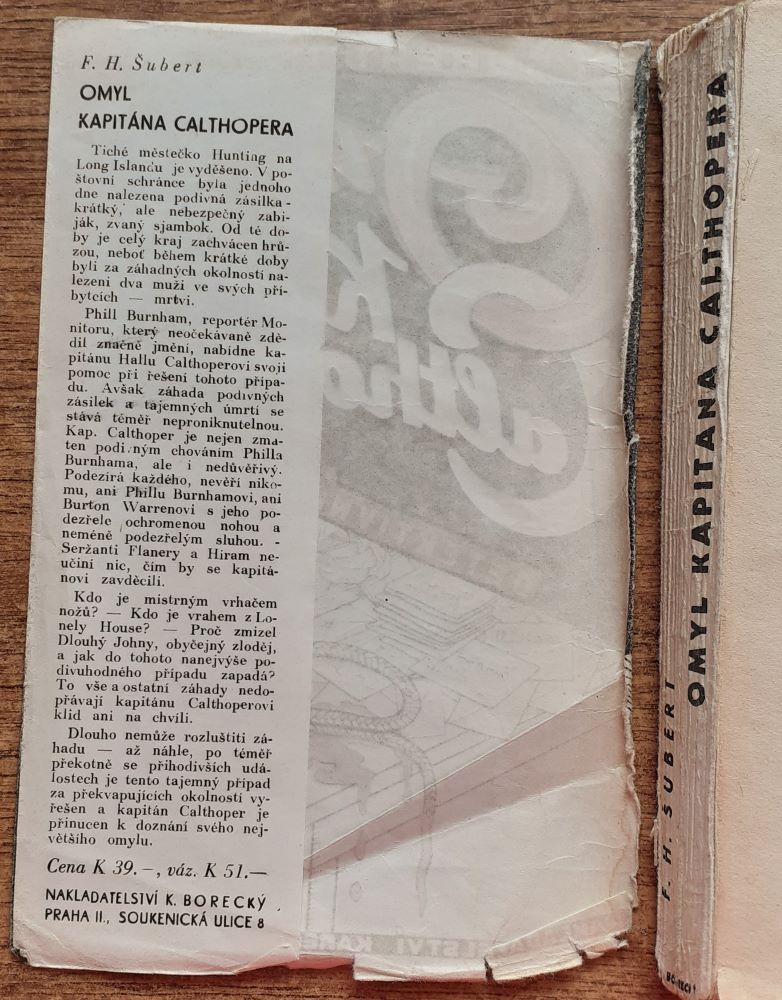 F. H. Šubert
OMYL
KAPITÁNA CALTHOPERA
Tiché městečko Hunting na
Long Islandu je vyděšeno. V po-
štovní schránce byla jednoho
dne nalezena podivná zásilka -
krátký, ale nebezpečný zabi-
ják, zvaný sjambok. Od té do-
by je celý kraj zachvácen hrů-
zou, neboť během krátké doby
byli za záhadných okolností na-
lezeni dva muži ve svých pří-
bytcích — mrtvi.
Phill Burnham, reportér Mo-
nitoru, který neočekávaně zdě-
dil značné jmění, nabídne ka-
pitánu Hallu Calthoperovi svoji
pomoc při řešení tohoto přípa-
du. Avšak záhada podivných
zásilek a tajemných úmrtí se
stává téměř neproniknutelnou.
Kap. Calthoper je nejen zma-
ten podivným chováním Philla
Burnhama, ale i nedůvěřivý.
Podezírá každého, nevěří niko-
mu, ani Phillu Burnhamovi, ani
Burton Warrenovi s jeho po-
dezřele ochromenou nohou a
neméně podezřelým sluhou. -
Seržanti Flanery a Hiram ne-
učiní nic, čím by se kapitá-
novi zavděčili.
Kdo je mistrným vrhačem
nožů? — Kdo je vrahem z Lo-
nely House? — Proč zmizel
Dlouhý Johny, obyčejný zloděj,
a jak do tohoto nanejvýše po-
divuhodného případu zapadá?
To vše a ostatní záhady nedo-
přávají kapitánu Calthoperovi
klid ani na chvíli.
Dlouho nemůže rozluštiti zá-
hadu — až náhle, po téměř
překotně se přihodivších udá-
lostech je tento tajemný případ
za překvapujících okolností vy-
řešen a kapitán Calthoper je
přinucen k doznání svého nej-
většího omylu.
Cena K 39.-, váz. K 51.—
NAKLADATELSTVÍ K. BORECKÝ
PRAHA II., SOUKENICKÁ ULICE 8
F. H. ŠUBERT
OMYL KAPITANA CALTHOPERA